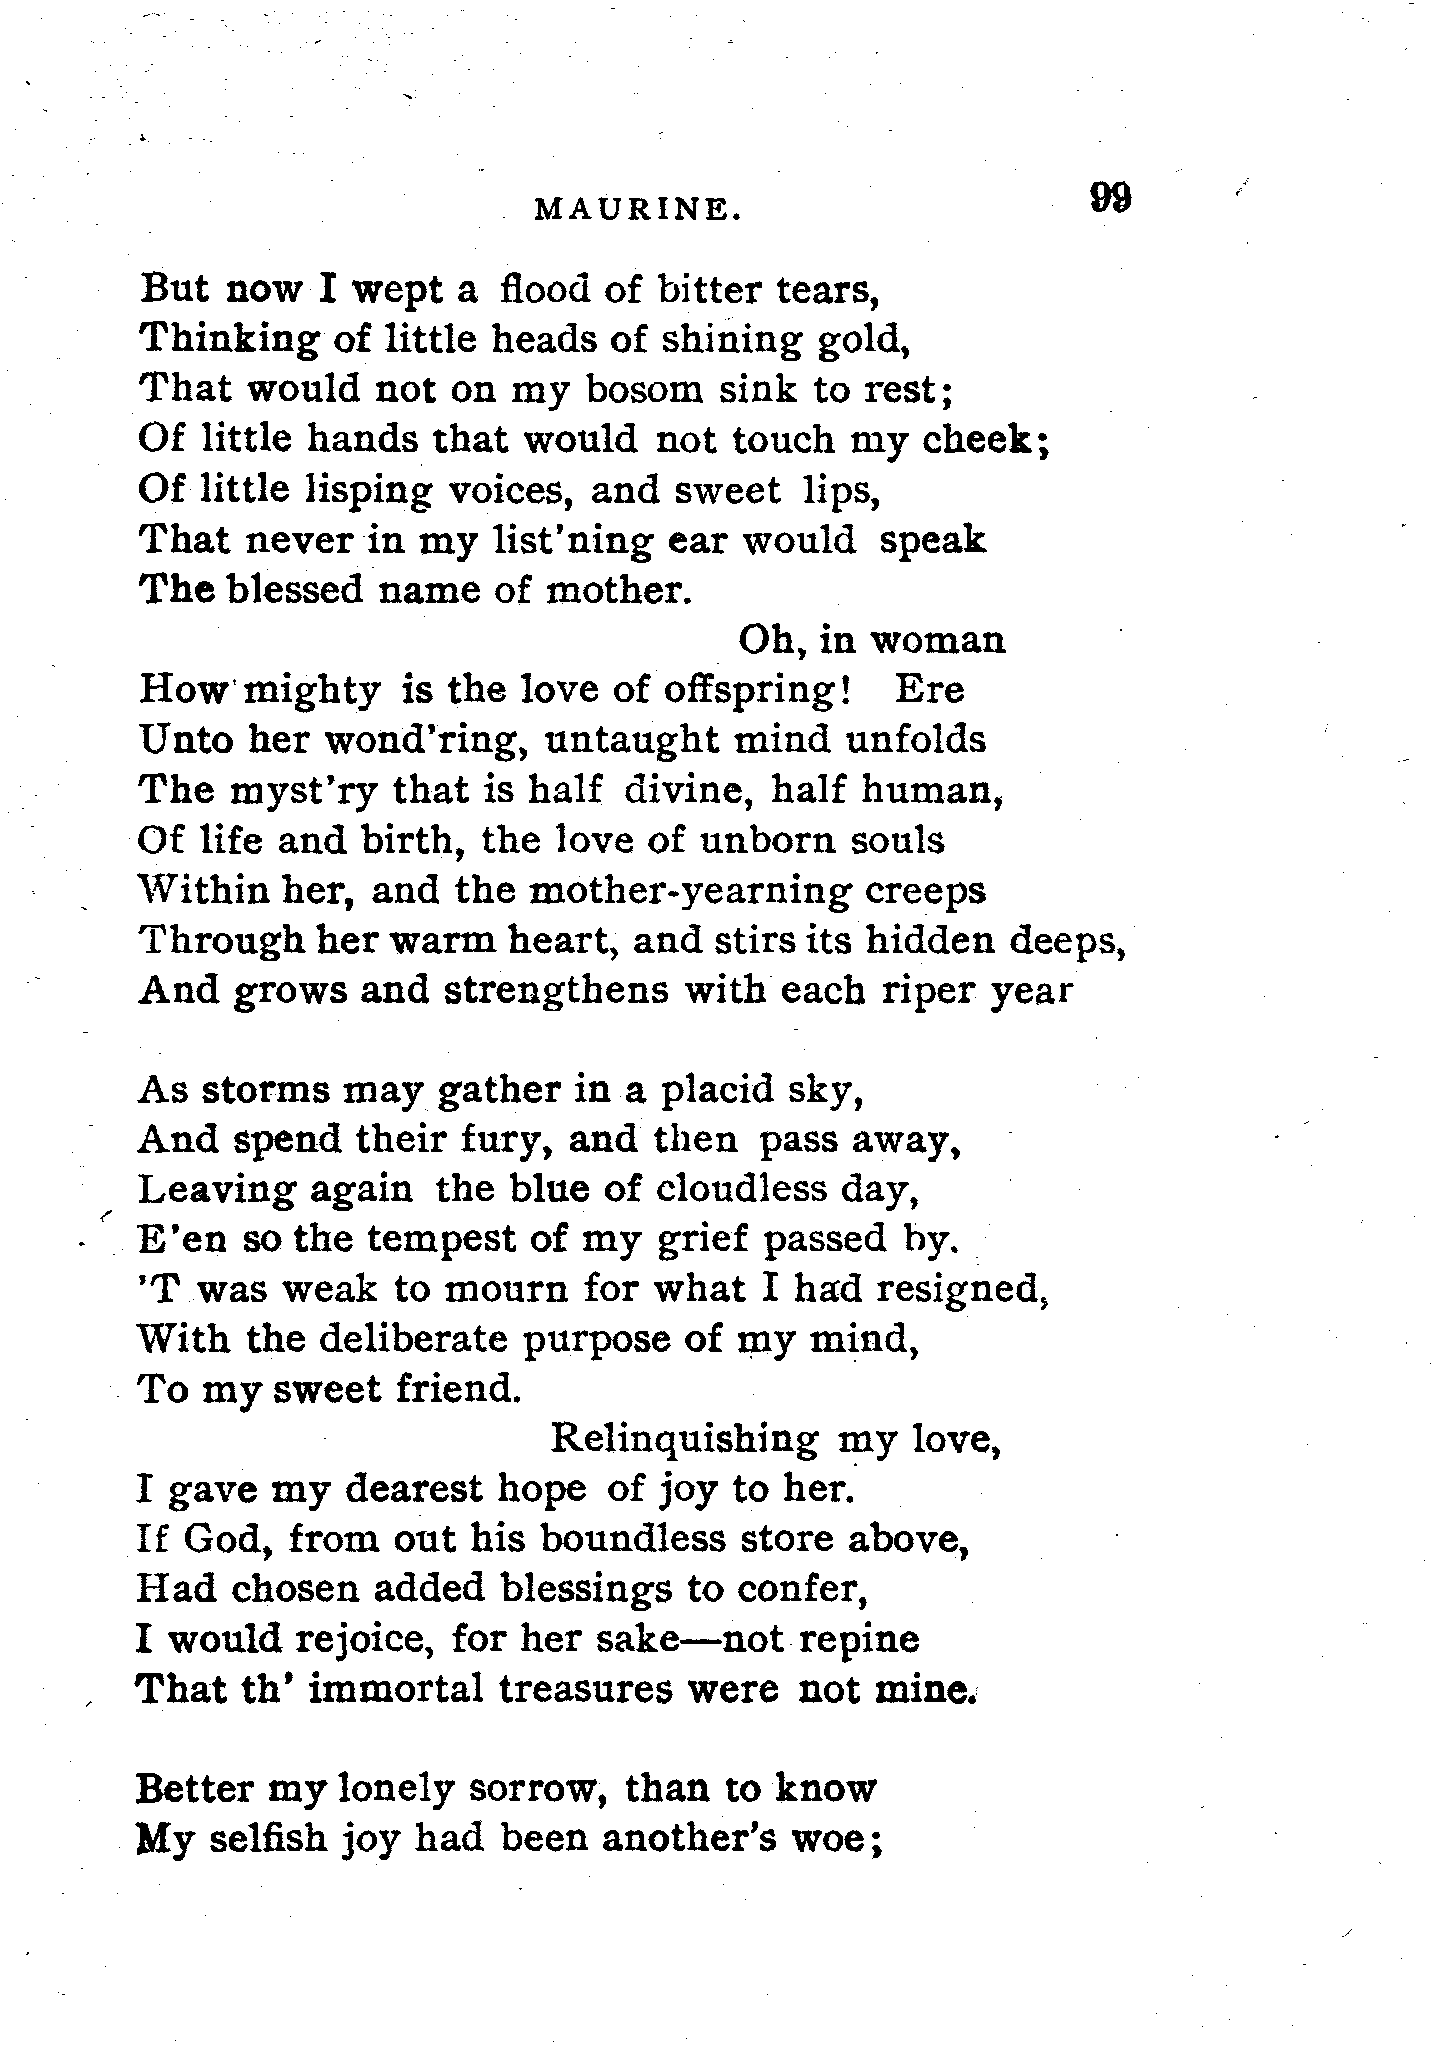 MAURINE. 99
But now I wept a flood of bitter tears,
Thinking of little heads of shining gold,
That would not on my bosom sink to rest;
Of little hands that would not touch my cheek;
Of little lisping voices, and sweet lips,
That never in my list'ning ear would speak
The blessed name of mother.
Oh, in woman
How mighty is the love of offspring! Ere
Unto her wond'ring, untaught mind unfolds
The myst'ry that is half divine, half human,
Of life and birth, the love of unborn souls
Within her, and the mother-yearning creeps
Through her warm heart, and stirs its hidden deeps,
And grows and strengthens with each riper year

As storms may gather in a placid sky,
And spend their fury, and then pass away,
Leaving again the blue of cloudless day,
E'en so the tempest of my grief passed by.
'T was weak to mourn for what I had resigned,
With the deliberate purpose of my mind,
To my sweet friend.
Relinquishing my love,
I gave my dearest hope of joy to her.
If God, from out his boundless store above,
Had chosen added blessings to confer,
I would rejoice, for her sake—not repine
That th' immortal treasures were not mine.

Better my lonely sorrow, than to know
My selfish joy had been another's woe;